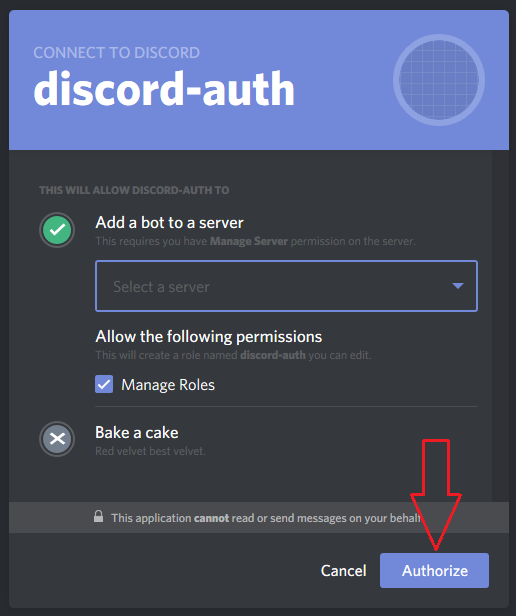 CONNECT TO DISCORD
discord-auth
THIS WILL ALLOW DISCORD-AUTH TO
Add a bot to a server
This requires you have Manage Server permission on the server.
Select a server
Allow the following permissions
This will create a role named discord-auth you can edit.
Manage Roles
Bake a cake
Red velvet best velvet.
This application cannot read or send messages on your behalf
Cancel
Authorize